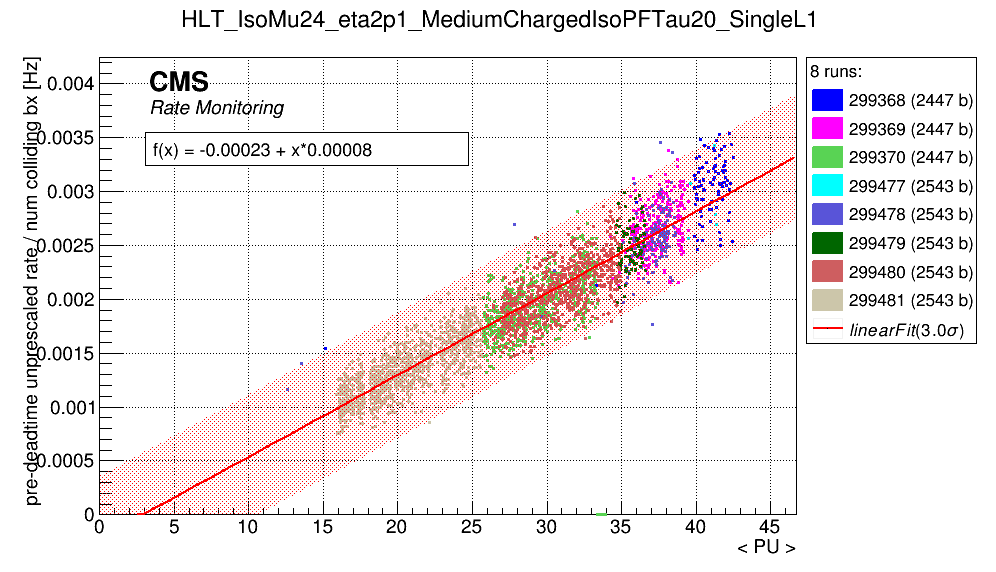 HLT_IsoMu24_eta2p1_MediumChargedIsoPFTau20_SingleL1
pre-deadtime unprescaled rate / num colliding bx [Hz]
0.004
0.0035
0.003
0.0025
0.002
0.0015
0.001
0.0005
0
CMS
Rate Monitoring
f(x) = -0.00023 + x*0.00008
0 5 10 15 20 25 30 35 40 45
< PU >
8 runs:
299368 (2447 b)
299369 (2447 b)
299370 (2447 b)
299477 (2543 b)
299478 (2543 b)
299479 (2543 b)
299480 (2543 b)
299481 (2543 b)
linearFit(3.0σ)